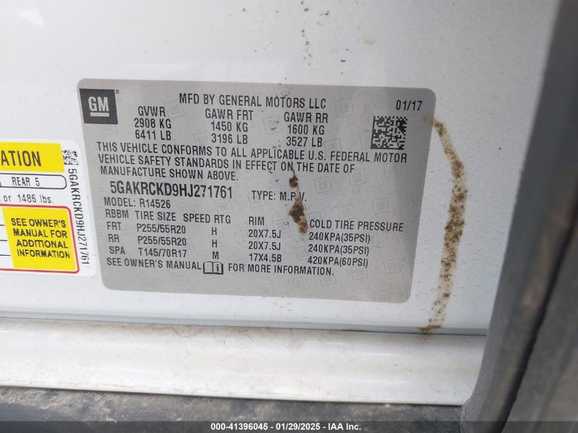 GM
MFD BY GENERAL MOTORS LLC 01/17
GVWR GAWR FRT GAWR RR
2908 KG 1450 KG 1600 KG
6411 LB 3196 LB 3527 LB
THIS VEHICLE CONFORMS TO ALL APPLICABLE U.S. FEDERAL MOTOR
VEHICLE SAFETY STANDARDS IN EFFECT ON THE DATE OF
MANUFACTURE SHOWN ABOVE.
5GAKRCKD9HJ271761 TYPE: M.P.V.
MODEL: R14526
RBBM TIRE SIZE SPEED RTG RIM COLD TIRE PRESSURE
FRT P255/55R20 H 20X7.5J 240KPA(35PSI)
RR P255/55R20 H 20X7.5J 240KPA(35PSI)
SPA T145/70R17 M 17X4.5B 420KPA(60PSI)
SEE OWNER'S MANUAL FOR MORE INFORMATION.
ATION
REAR 5
or 1486 lbs.
SEE OWNER'S
MANUAL FOR
ADDITIONAL
INFORMATION
5GAKRCKD9HJ271761
000-41396045 - 01/29/2025 - IAA Inc.